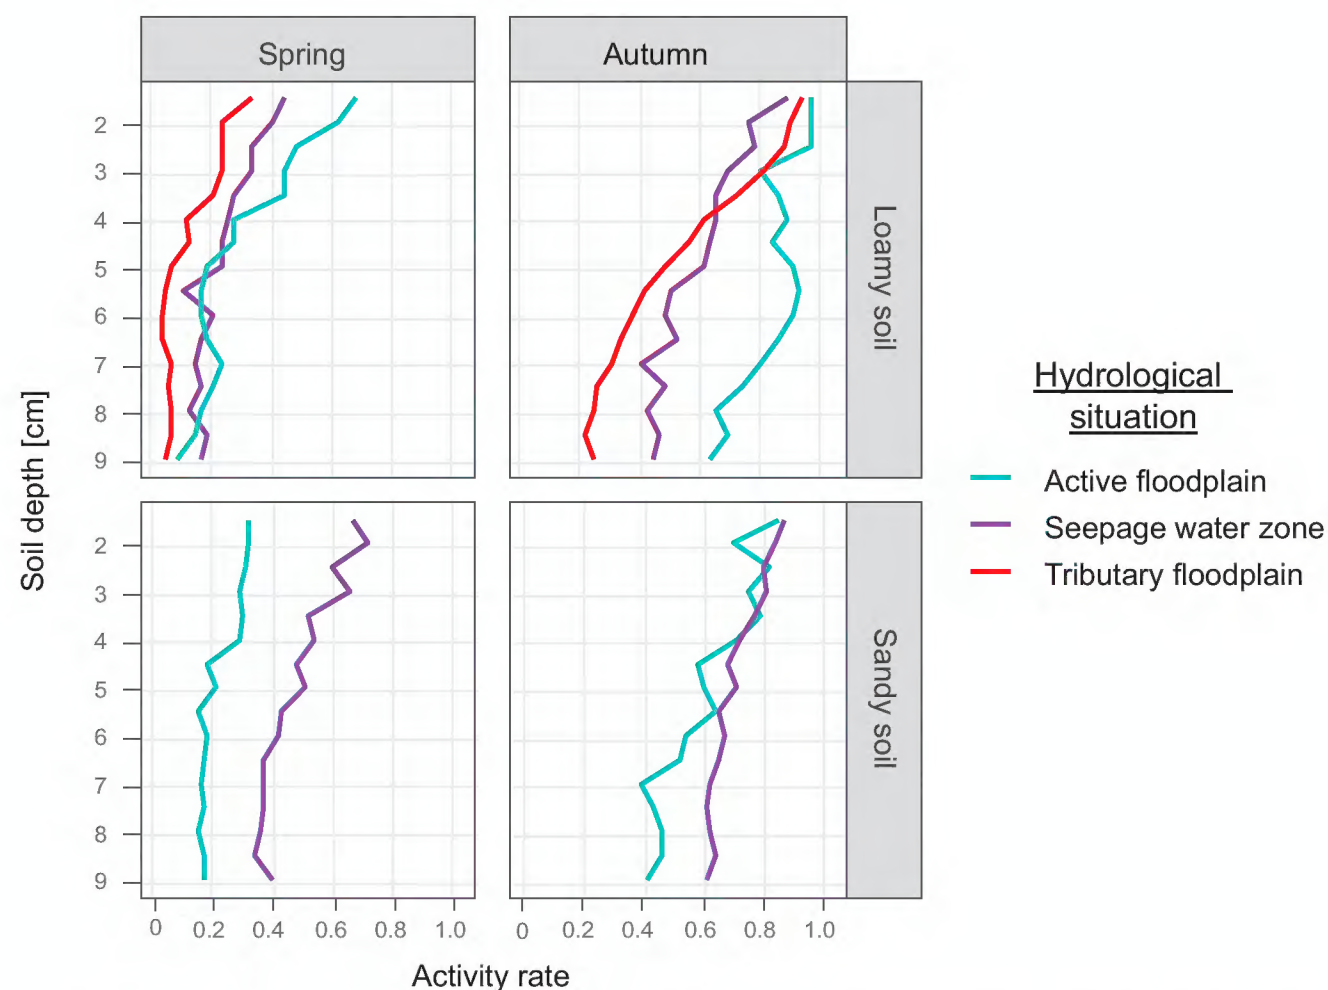 Spring
Autumn
2
3
4
5
6
7
8
9
Loamy soil
2
3
4
5
6
7
8
9
Sandy soil
Soil depth [cm]
0 0.2 0.4 0.6 0.8 1.0
0 0.2 0.4 0.6 0.8 1.0
Activity rate
Hydrological
situation
Active floodplain
Seepage water zone
Tributary floodplain